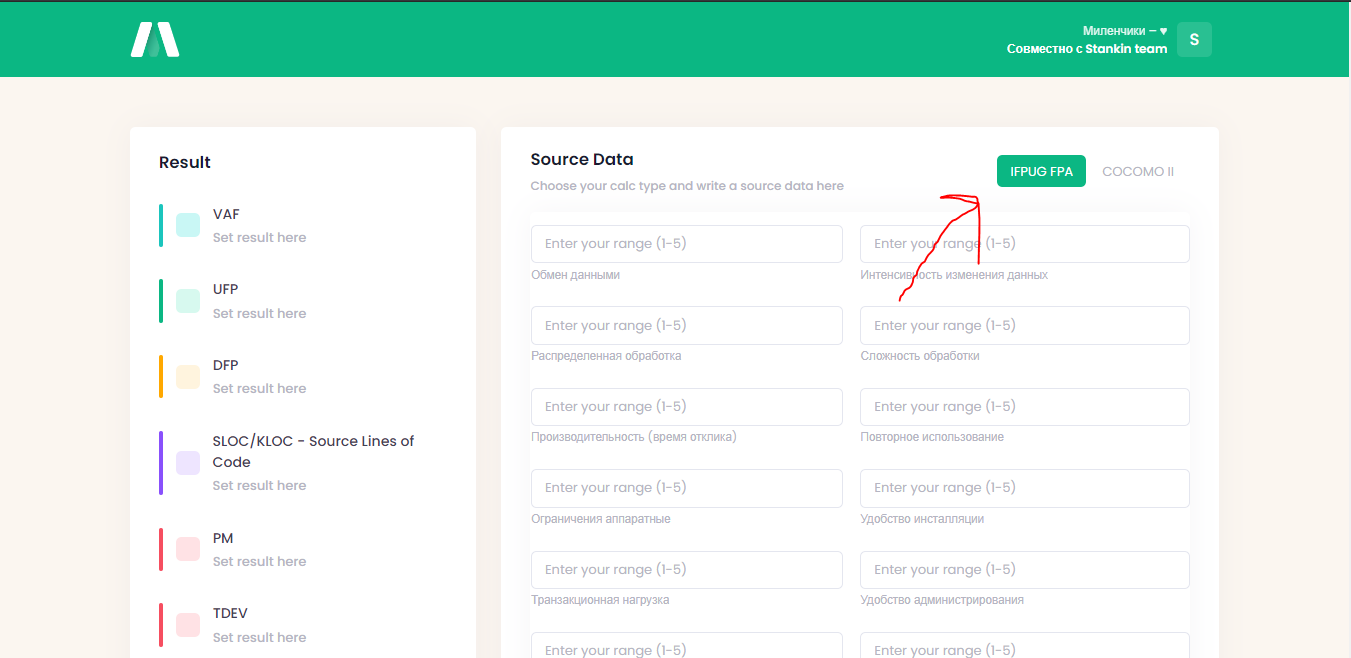 Миленчики – ♥
Совместно с Stankin team
S
Result
VAF
Set result here
UFP
Set result here
DFP
Set result here
SLOC/KLOC - Source Lines of
Code
Set result here
PM
Set result here
TDEV
Set result here
Source Data
Choose your calc type and write a source data here
IFPUG FPA
COCOMO II
Enter your range (1-5)
Enter your range (1-5)
Обмен данными
Интенсивность изменения данных
Enter your range (1-5)
Enter your range (1-5)
Распределенная обработка
Сложность обработки
Enter your range (1-5)
Enter your range (1-5)
Производительность (время отклика)
Повторное использование
Enter your range (1-5)
Enter your range (1-5)
Ограничения аппаратные
Удобство инсталляции
Enter your range (1-5)
Enter your range (1-5)
Транзакционная нагрузка
Удобство администрирования
Enter your range (1-5)
Enter your range (1-5)